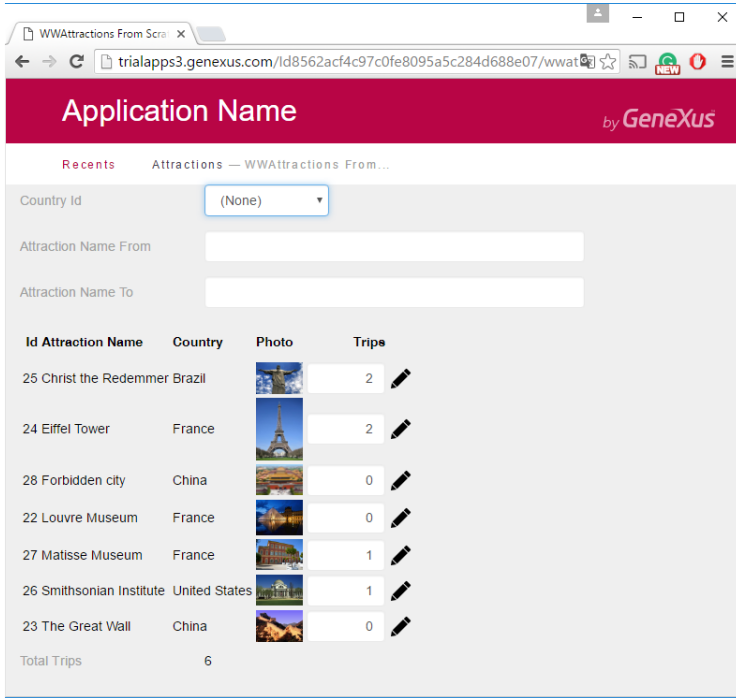 WWAttractions From Scra
trialapps3.genexus.com/Id8562acf4c97c0fe8095a5c284d688e07/wwat
NEW
Application Name
by GeneXus
Recents Attractions — WWAttractions From...
Country Id (None)
Attraction Name From
Attraction Name To
Id Attraction Name Country Photo Trips
25 Christ the Redemmer Brazil 2
24 Eiffel Tower France 2
28 Forbidden city China 0
22 Louvre Museum France 0
27 Matisse Museum France 1
26 Smithsonian Institute United States 1
23 The Great Wall China 0
Total Trips 6